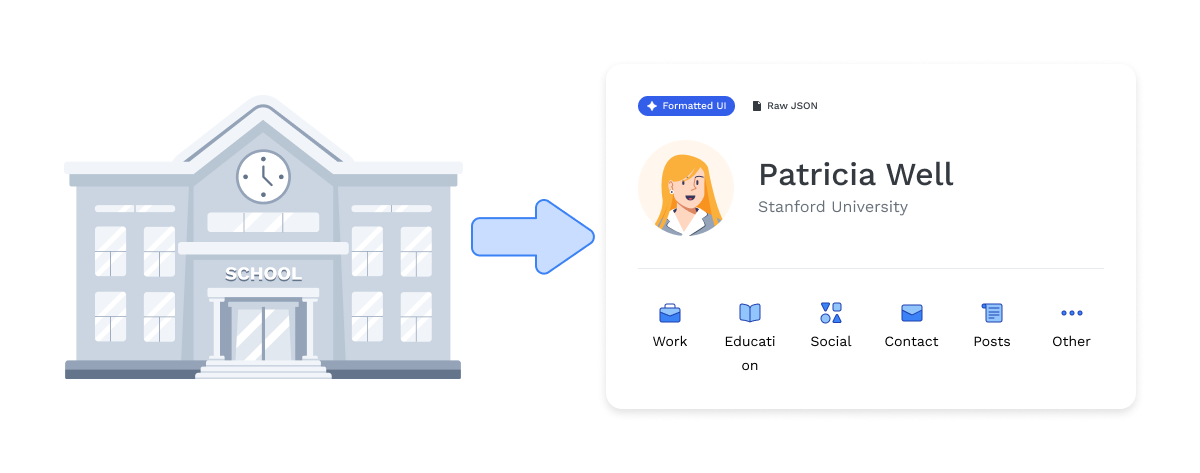 SCHOOL
Formatted UI
Raw JSON
Patricia Well
Stanford University
Work
Educati
on
Social
Contact
Posts
Other